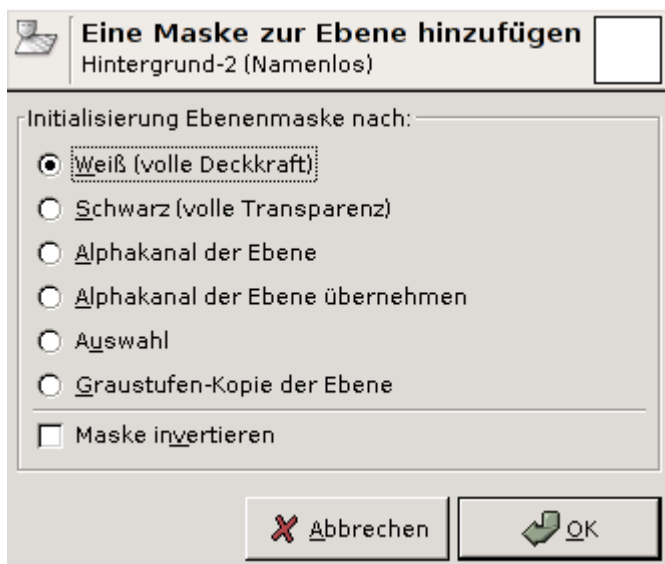 Eine Maske zur Ebene hinzufügen
Hintergrund-2 (Namenlos)
Initialisierung Ebenenmaske nach:
Weiß (volle Deckkraft)
Schwarz (volle Transparenz)
Alphakanal der Ebene
Alphakanal der Ebene übernehmen
Auswahl
Graustufen-Kopie der Ebene
Maske invertieren
Abbrechen
OK